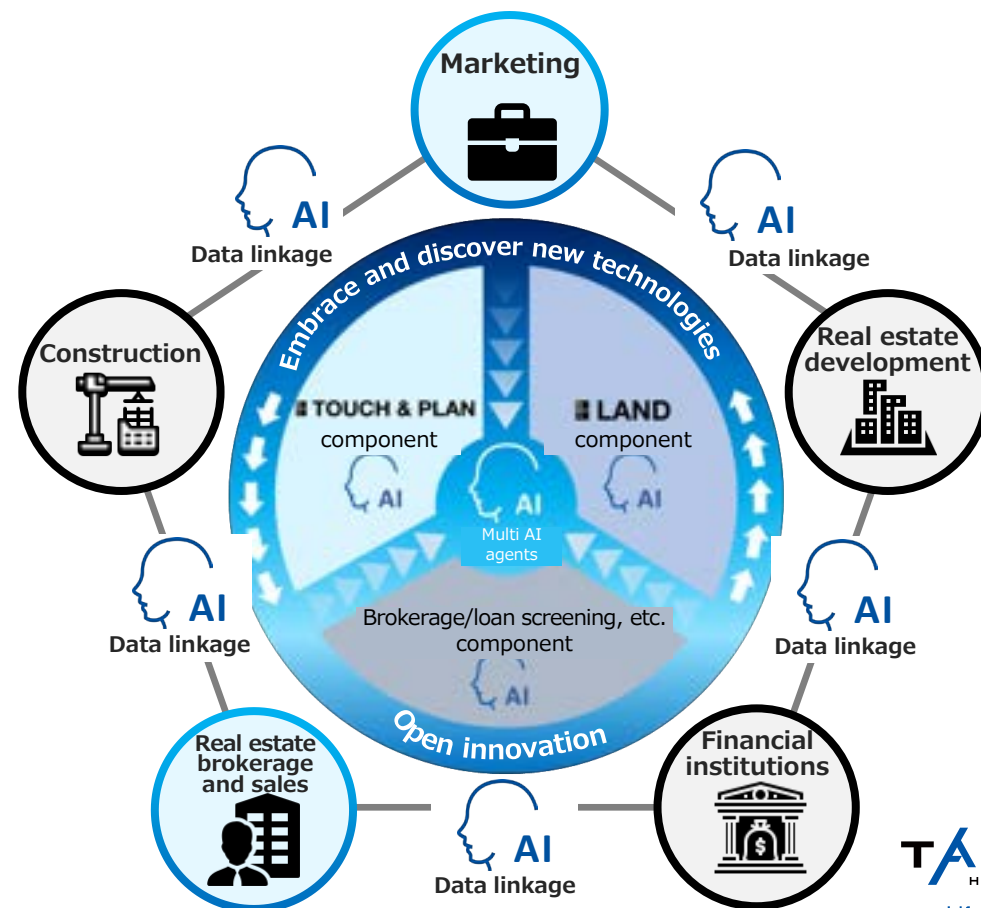 Marketing
AI
Data linkage
AI
Data linkage
Embrace and discover new technologies
Construction
Real estate
development
TOUCH & PLAN
component
AI
LAND
component
AI
AI
Multi AI
agents
AI
Data linkage
AI
Data linkage
Brokerage/loan screening, etc.
component
AI
Open innovation
Real estate
brokerage
and sales
Financial
institutions
$
AI
Data linkage
TA
H